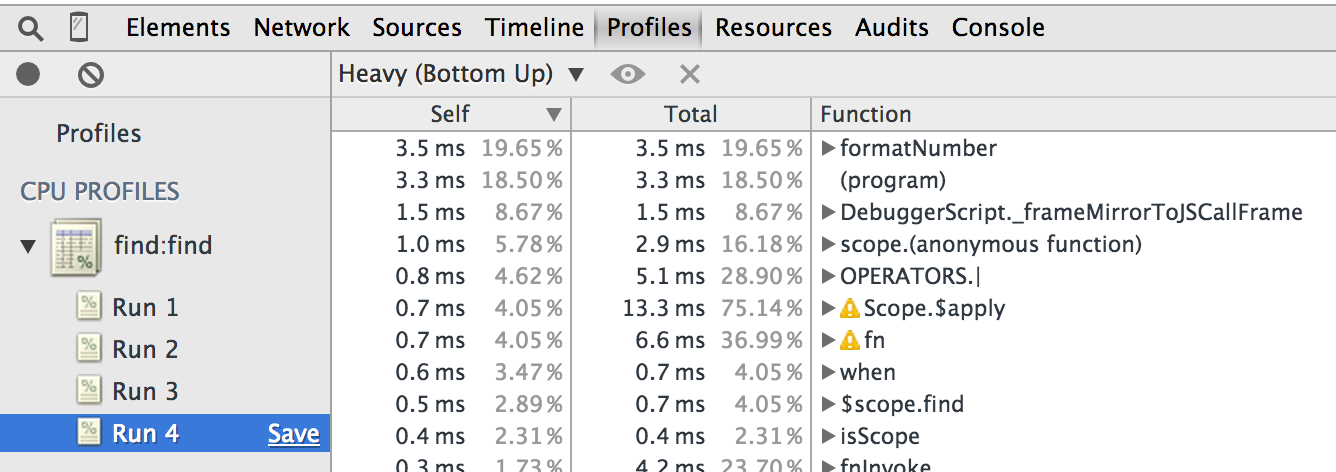 Elements Network Sources Timeline Profiles Resources Audits Console
Heavy (Bottom Up)
Profiles
CPU PROFILES
find:find
Run 1
Run 2
Run 3
Run 4 Save
Self Total Function
3.5 ms 19.65 % 3.5 ms 19.65 % formatNumber
3.3 ms 18.50 % 3.3 ms 18.50 % (program)
1.5 ms 8.67 % 1.5 ms 8.67 % DebuggerScript._frameMirrorToJSCallFrame
1.0 ms 5.78 % 2.9 ms 16.18 % scope.(anonymous function)
0.8 ms 4.62 % 5.1 ms 28.90 % OPERATORS.|
0.7 ms 4.05 % 13.3 ms 75.14 % Scope.$apply
0.7 ms 4.05 % 6.6 ms 36.99 % fn
0.6 ms 3.47 % 0.7 ms 4.05 % when
0.5 ms 2.89 % 0.7 ms 4.05 % $scope.find
0.4 ms 2.31 % 0.4 ms 2.31 % isScope
0.3 ms 1.73 % 4.2 ms 23.70 % fnInvoke